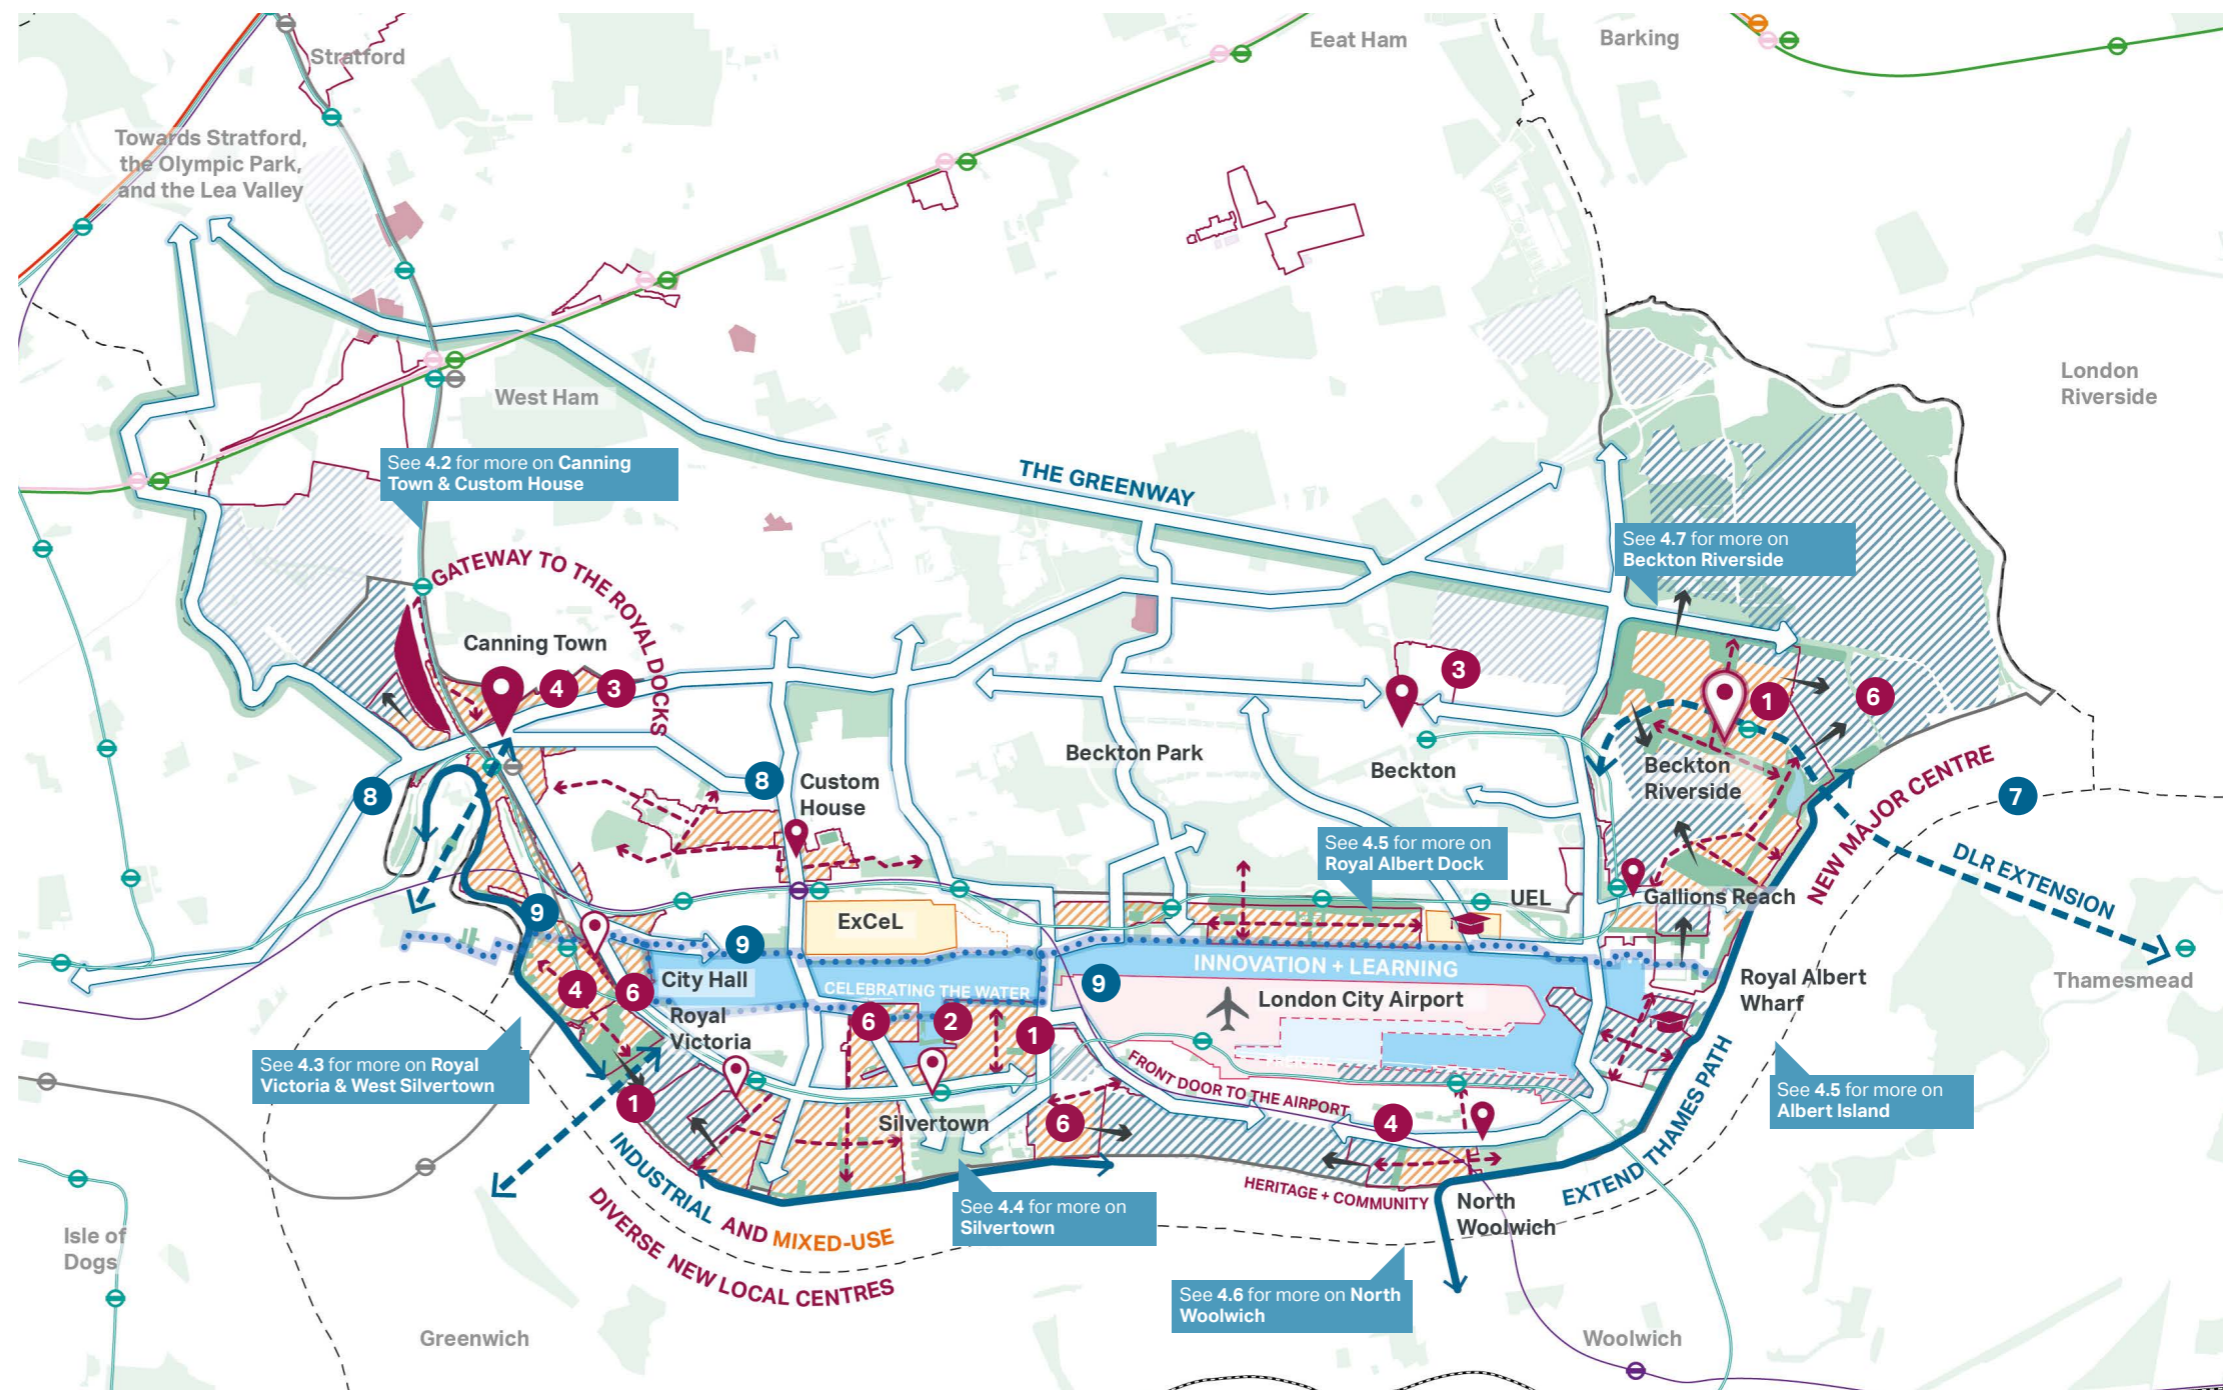 Stratford
Eeat Ham
Barking
Towards Stratford,
the Olympic Park,
and the Lea Valley
London
Riverside
West Ham
See 4.2 for more on Canning
Town & Custom House
THE GREENWAY
See 4.7 for more on
Beckton Riverside
GATEWAY TO THE ROYAL DOCKS
Canning Town
4
3
3
1
6
Beckton Park
Beckton
Beckton
Riverside
8
8
Custom
House
7
NEW MAJOR CENTRE
DLR EXTENSION
See 4.5 for more on
Royal Albert Dock
UEL
Gallions Reach
9
ExCeL
9
INNOVATION + LEARNING
City Hall
4
6
CELEBRATING THE WATER
9
London City Airport
Royal Albert
Wharf
Thamesmead
Royal
Victoria
6
2
1
See 4.3 for more on Royal
Victoria & West Silvertown
1
FRONT DOOR TO THE AIRPORT
See 4.5 for more on
Albert Island
Silvertown
6
4
EXTEND THAMES PATH
INDUSTRIAL AND MIXED-USE
DIVERSE NEW LOCAL CENTRES
HERITAGE + COMMUNITY
See 4.4 for more on
Silvertown
North
Woolwich
Isle of
Dogs
See 4.6 for more on North
Woolwich
Greenwich
Woolwich